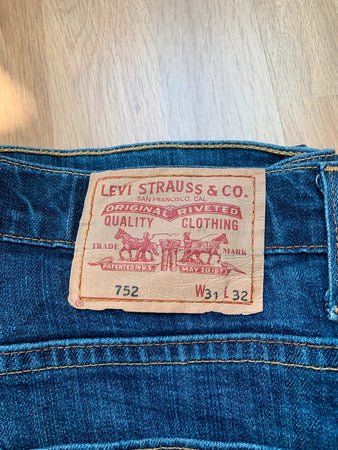 LEVI STRAUSS & CO.
SAN FRANCISCO, CAL.
ORIGINAL RIVETED
QUALITY CLOTHING
TRADE MARK
PATENTED IN U.S. MAY 20 1873
752 W31 L32
®